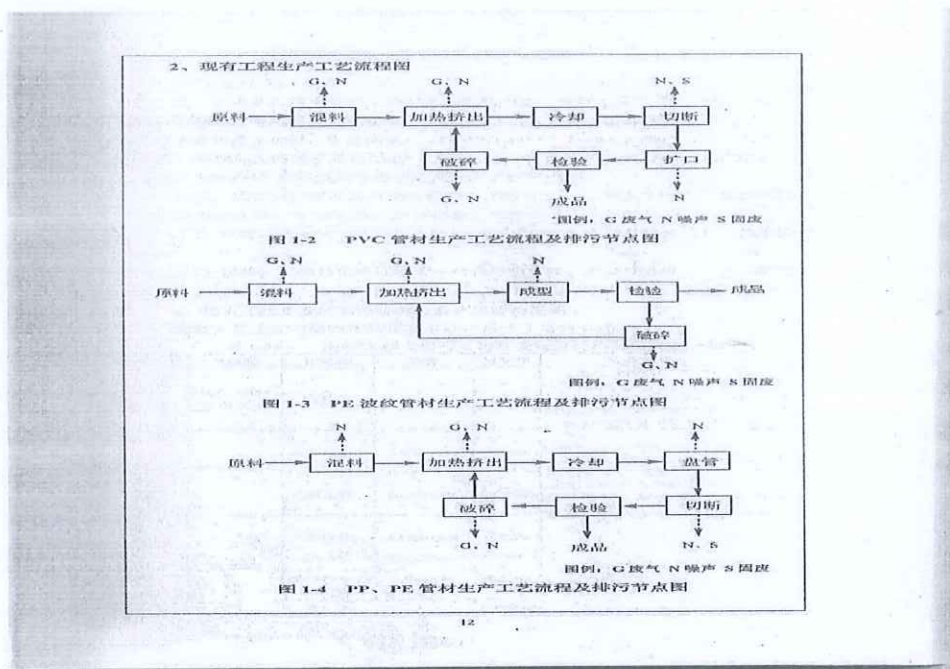 2、现有工程生产工艺流程图
G、N G、N N、S
原料 混料 加热挤出 冷却 切断
破碎 检验 扩口
G、N 成品 N
图例：G废气 N噪声 S固废
图 1-2 PVC 管材生产工艺流程及排污节点图
G、N G、N N
原料 混料 加热挤出 成型 检验 成品
破碎
G、N
图例：G废气 N噪声 S固废
图 1-3 PE 波纹管材生产工艺流程及排污节点图
N G、N N
原料 混料 加热挤出 冷却 盘管
破碎 检验 切断
G、N 成品 N、S
图例：G废气 N噪声 S固废
图 1-4 PP、PE 管材生产工艺流程及排污节点图
12